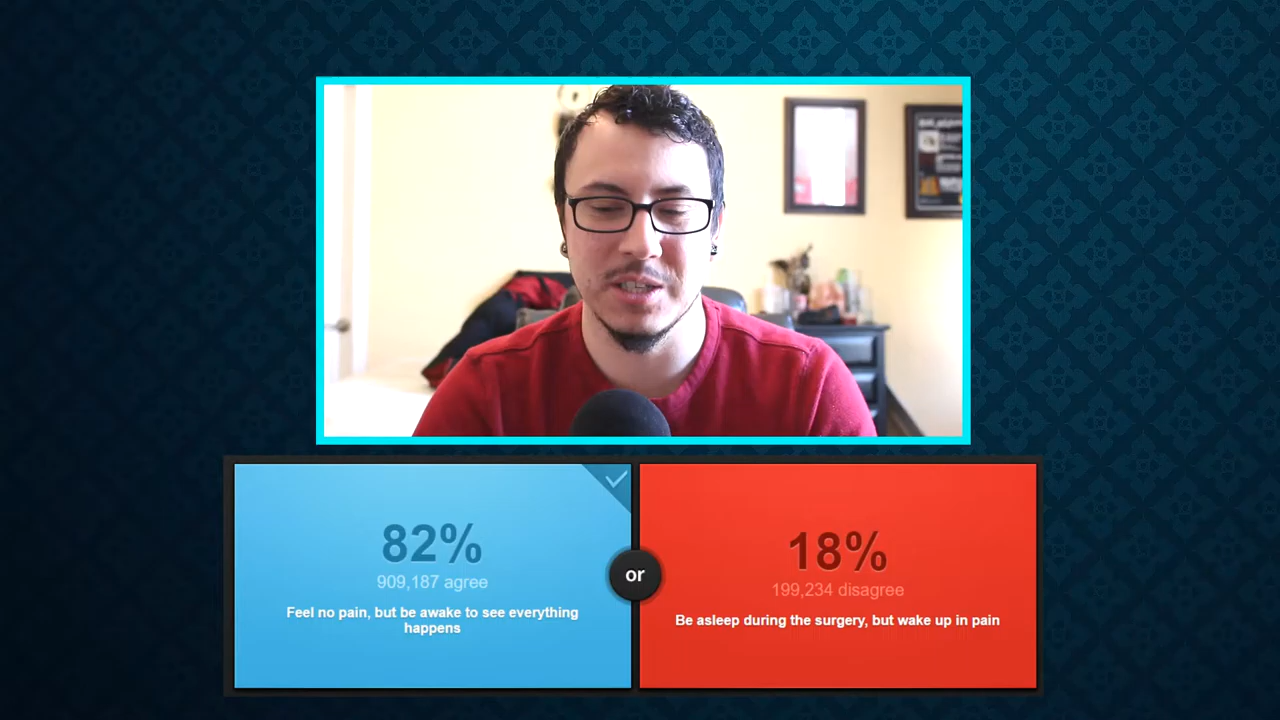 82%
909,187 agree
Feel no pain, but be awake to see everything
happens
or
18%
199,234 disagree
Be asleep during the surgery, but wake up in pain